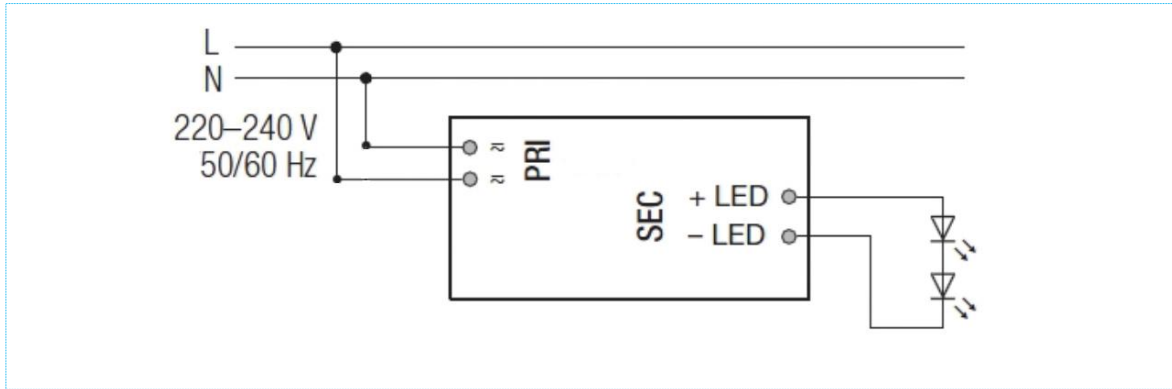 L
N
220–240 V
50/60 Hz
≈ PRI
≈
SEC
+ LED
– LED